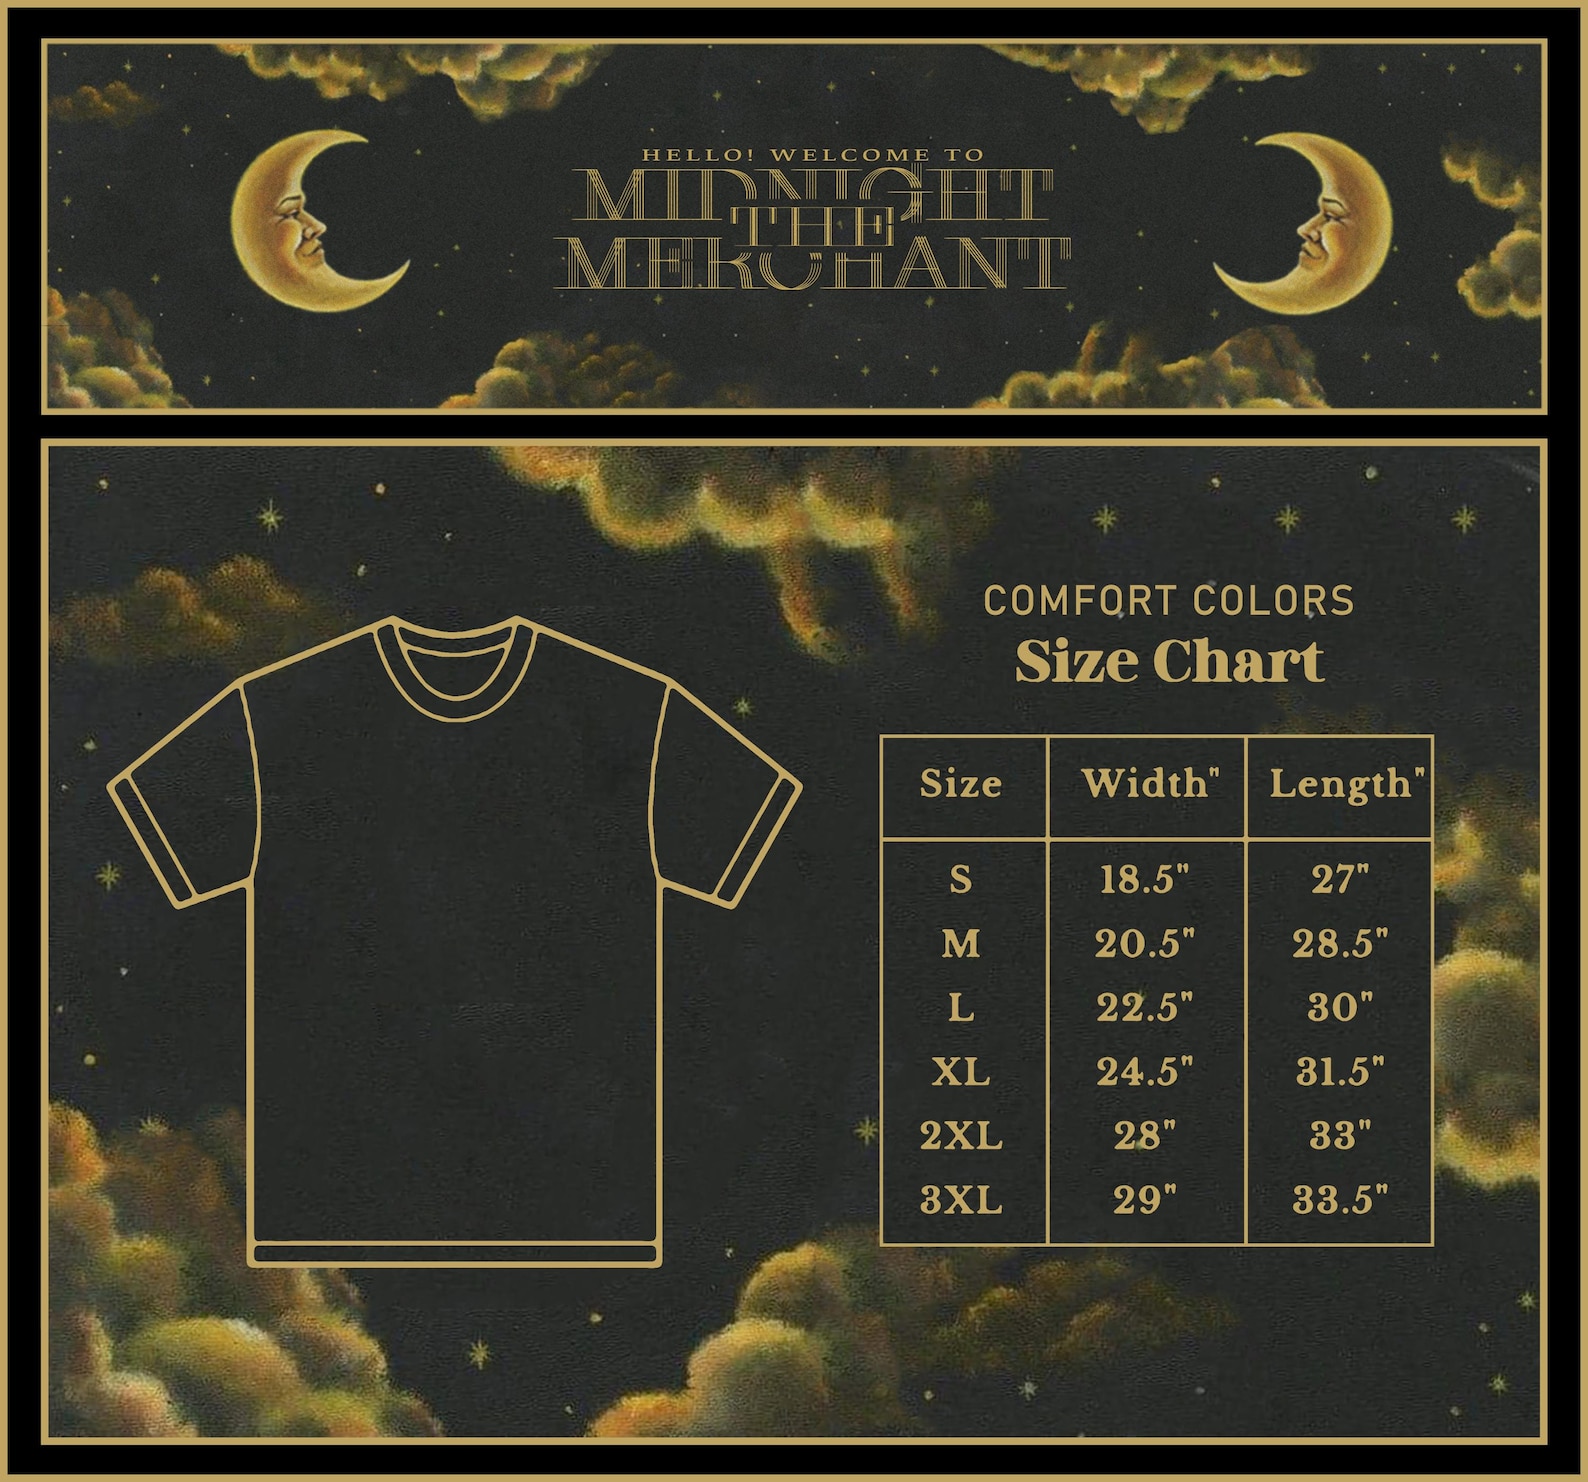 HELLO! WELCOME TO
MIDNIGHT
THE
MERCHANT
COMFORT COLORS
Size Chart
Size Width" Length"
S 18.5" 27"
M 20.5" 28.5"
L 22.5" 30"
XL 24.5" 31.5"
2XL 28" 33"
3XL 29" 33.5"